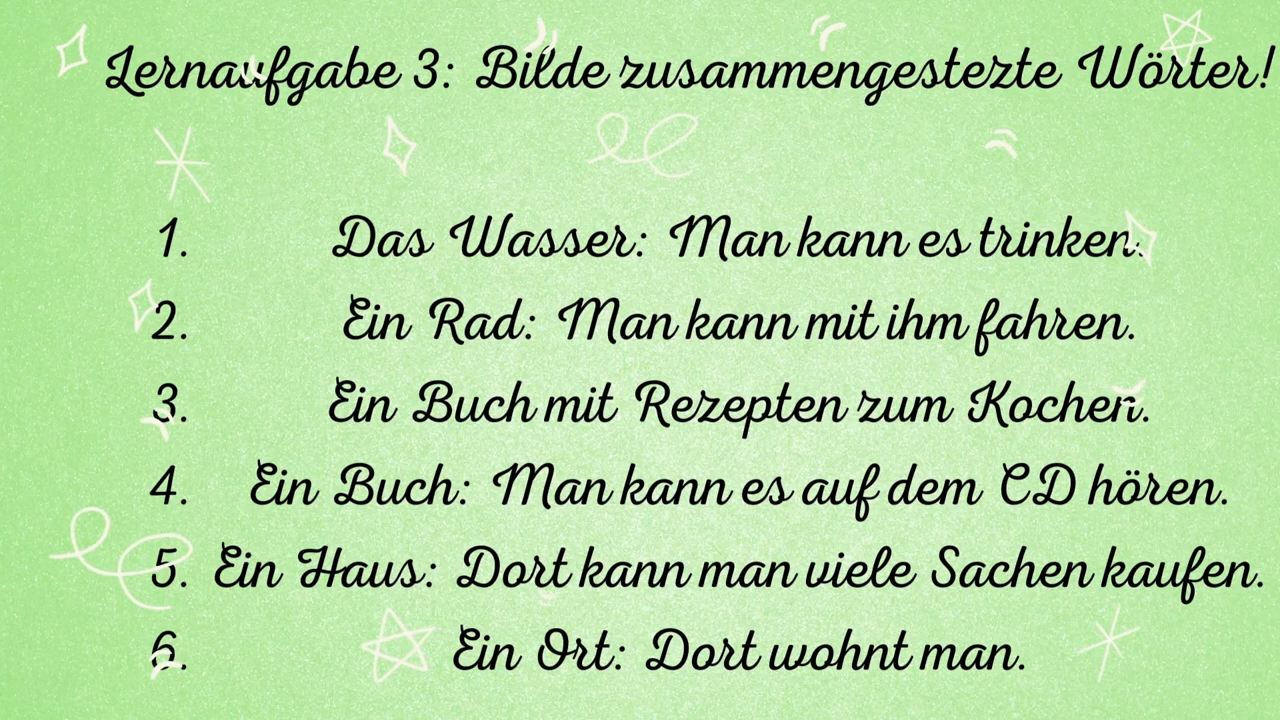 Lernaufgabe 3: Bilde zusammengestezte Wörter!
1. Das Wasser: Man kann es trinken.
2. Ein Rad: Man kann mit ihm fahren.
3. Ein Buch mit Rezepten zum Kochen.
4. Ein Buch: Man kann es auf dem CD hören.
5. Ein Haus: Dort kann man viele Sachen kaufen.
6. Ein Ort: Dort wohnt man.